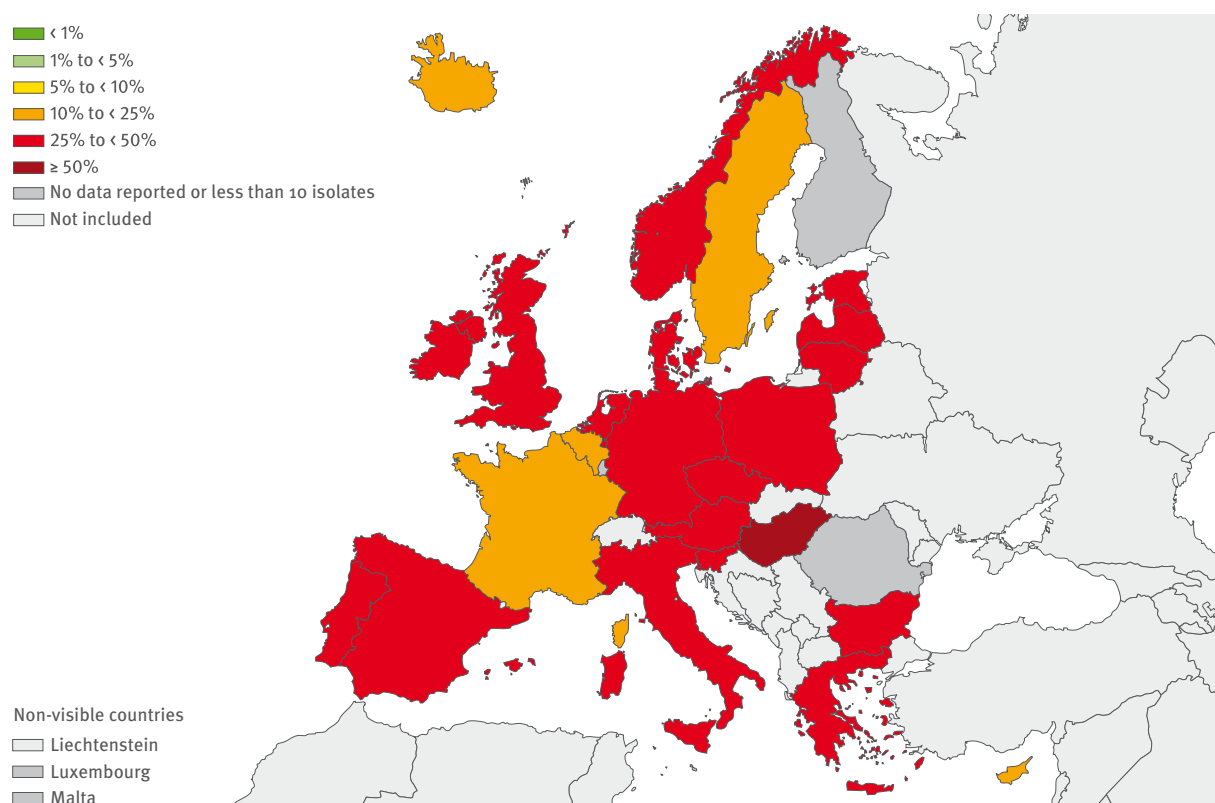 < 1%
1% to < 5%
5% to < 10%
10% to < 25%
25% to < 50%
≥ 50%
No data reported or less than 10 isolates
Not included
Non-visible countries
Liechtenstein
Luxembourg
Malta